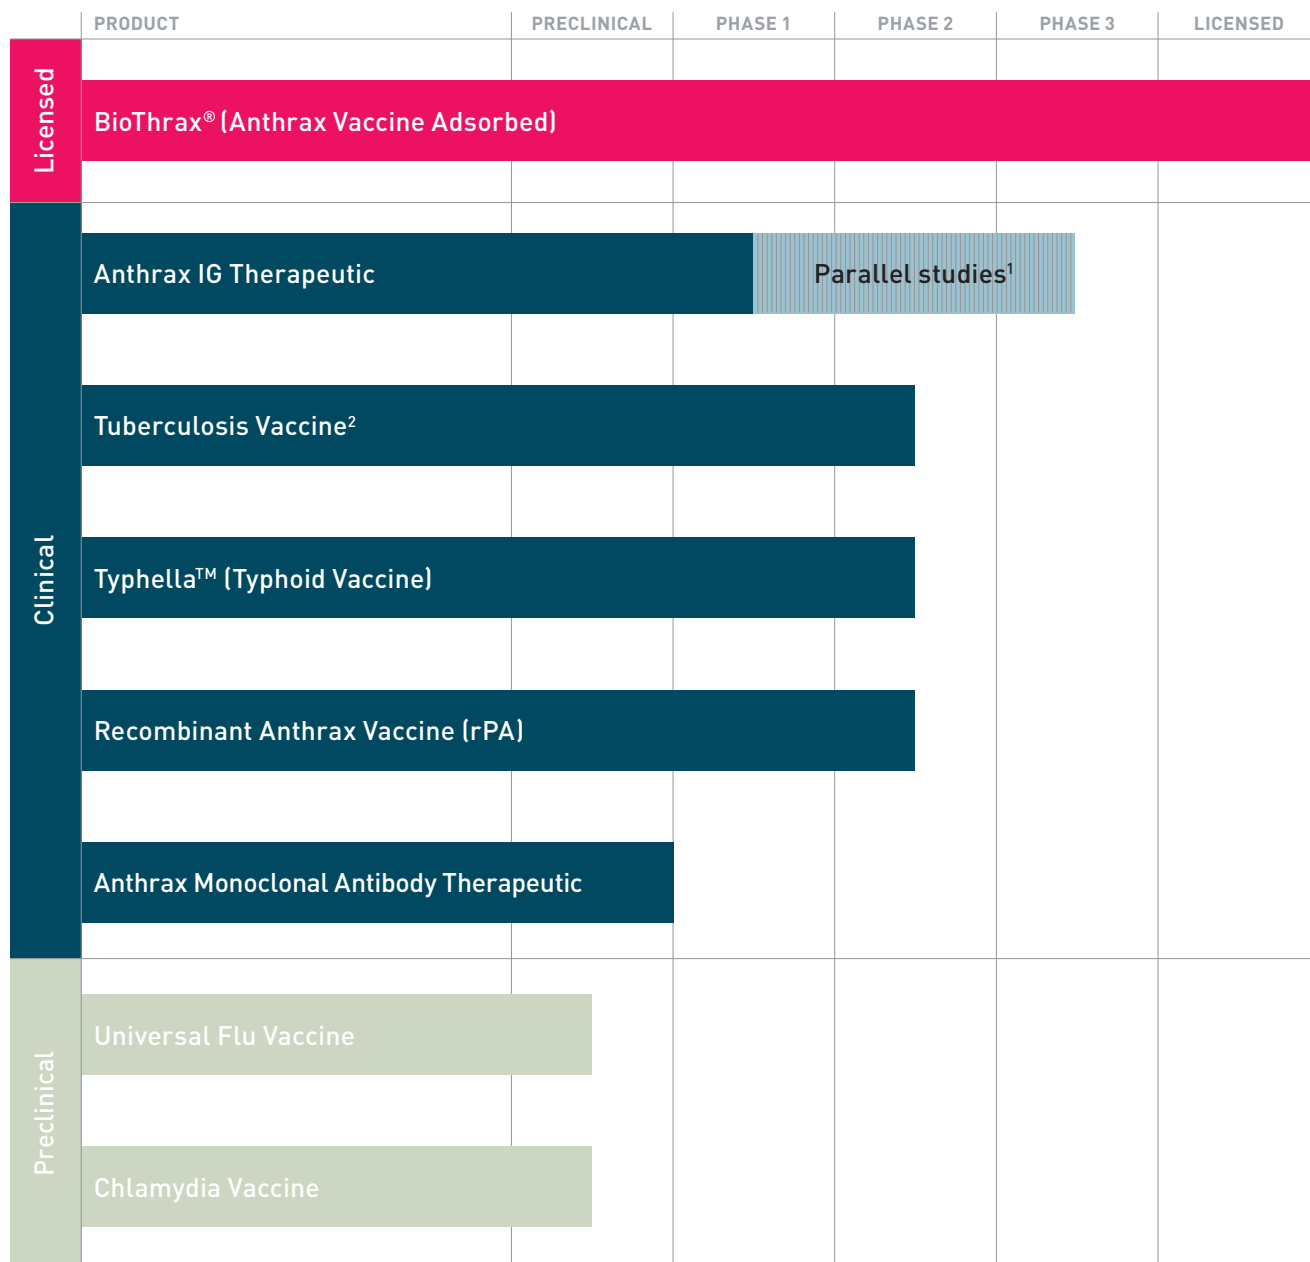 PRODUCT PRECLINICAL PHASE 1 PHASE 2 PHASE 3 LICENSED
Licensed
BioThrax® (Anthrax Vaccine Adsorbed)
Clinical
Anthrax IG Therapeutic
Parallel studies¹
Tuberculosis Vaccine²
Typhella™ (Typhoid Vaccine)
Recombinant Anthrax Vaccine (rPA)
Anthrax Monoclonal Antibody Therapeutic
Preclinical
Universal Flu Vaccine
Chlamydia Vaccine